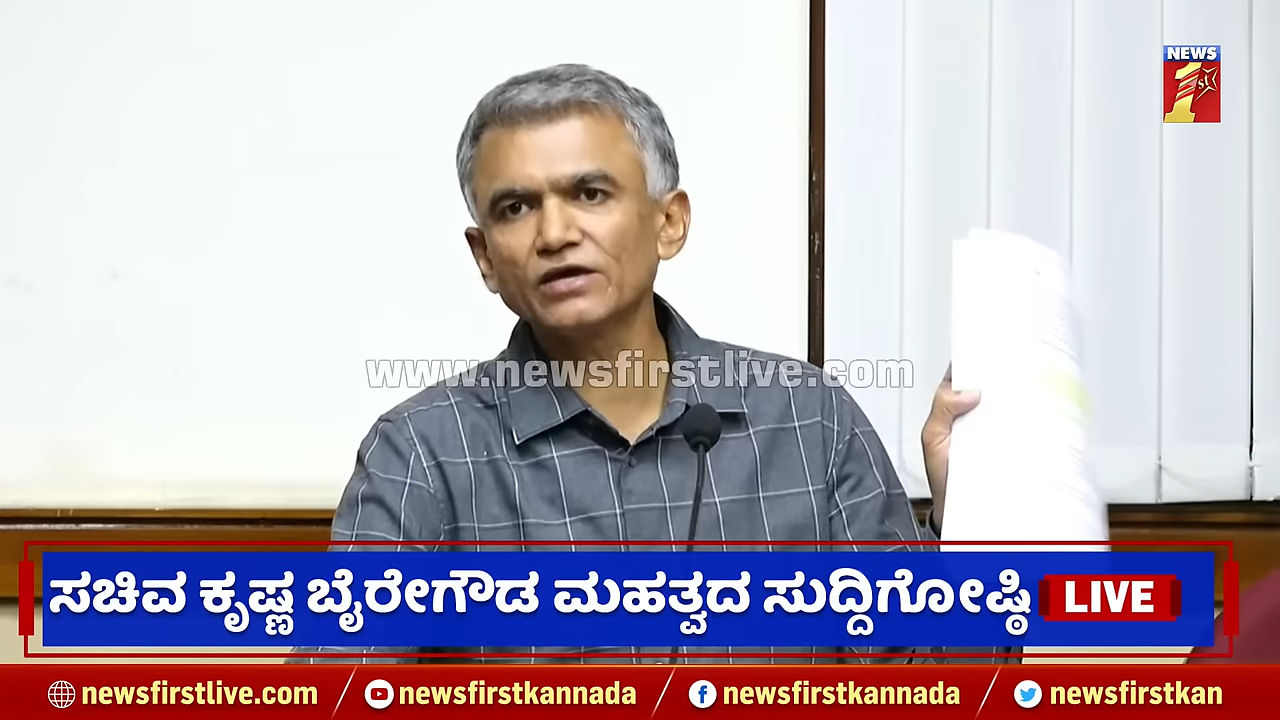 NEWS
1st
www.newsfirstlive.com
ಸಚಿವ ಕೃಷ್ಣ ಬೈರೇಗೌಡ ಮಹತ್ವದ ಸುದ್ದಿಗೋಷ್ಠಿ LIVE
newsfirstlive.com newsfirstkannada newsfirstkannada newsfirstkan